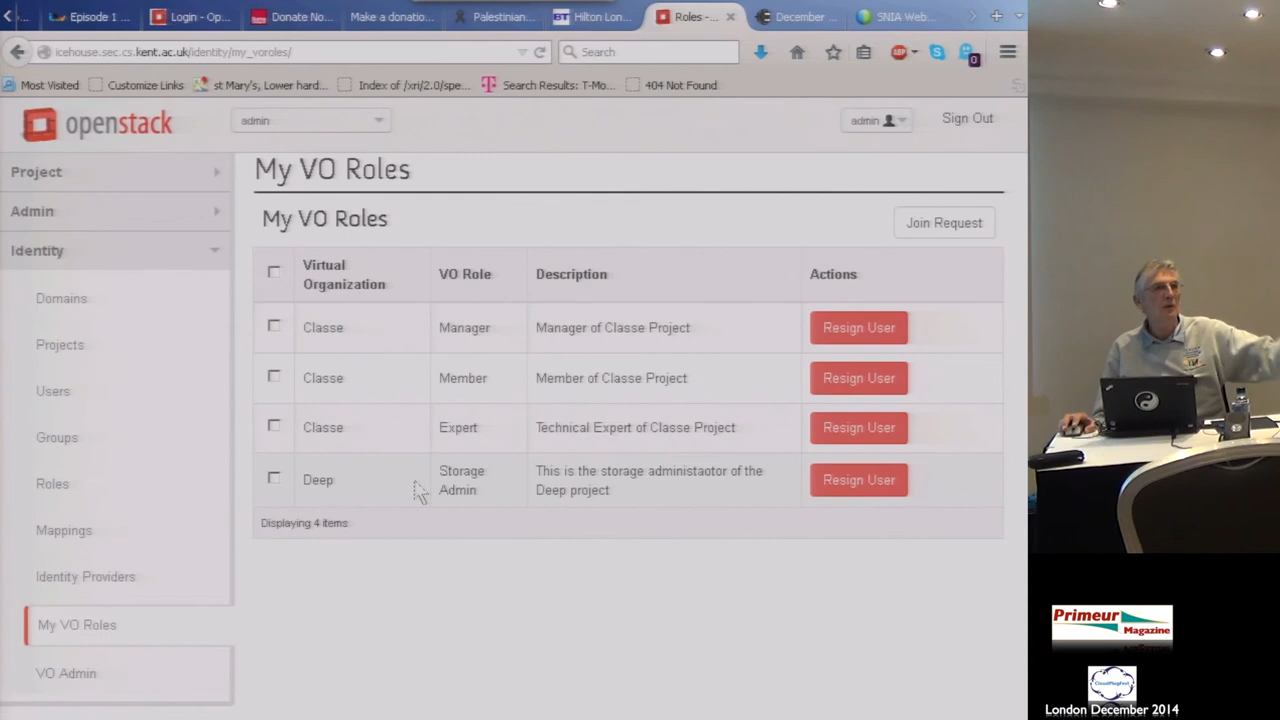 Episode 1 ...
Login - Op...
Donate No...
Make a donatio...
Palestinian...
Hilton Lon...
Roles - ...
December ...
SNIA Web...
icehouse.sec.cs.kent.ac.uk/identity/my_voroles/
Search
ABP
0
Most Visited
Customize Links
st Mary's, Lower hard...
Index of /xri/2.0/spe...
Search Results: T-Mo...
404 Not Found
openstack
admin
admin
Sign Out
Project
Admin
Identity
Domains
Projects
Users
Groups
Roles
Mappings
Identity Providers
My VO Roles
VO Admin
My VO Roles
My VO Roles
Join Request
Virtual Organization
VO Role
Description
Actions
Classe
Manager
Manager of Classe Project
Resign User
Classe
Member
Member of Classe Project
Resign User
Classe
Expert
Technical Expert of Classe Project
Resign User
Deep
Storage
Admin
This is the storage administaotor of the
Deep project
Resign User
Displaying 4 items
Primeur
Magazine
CloudPlugFest
London December 2014